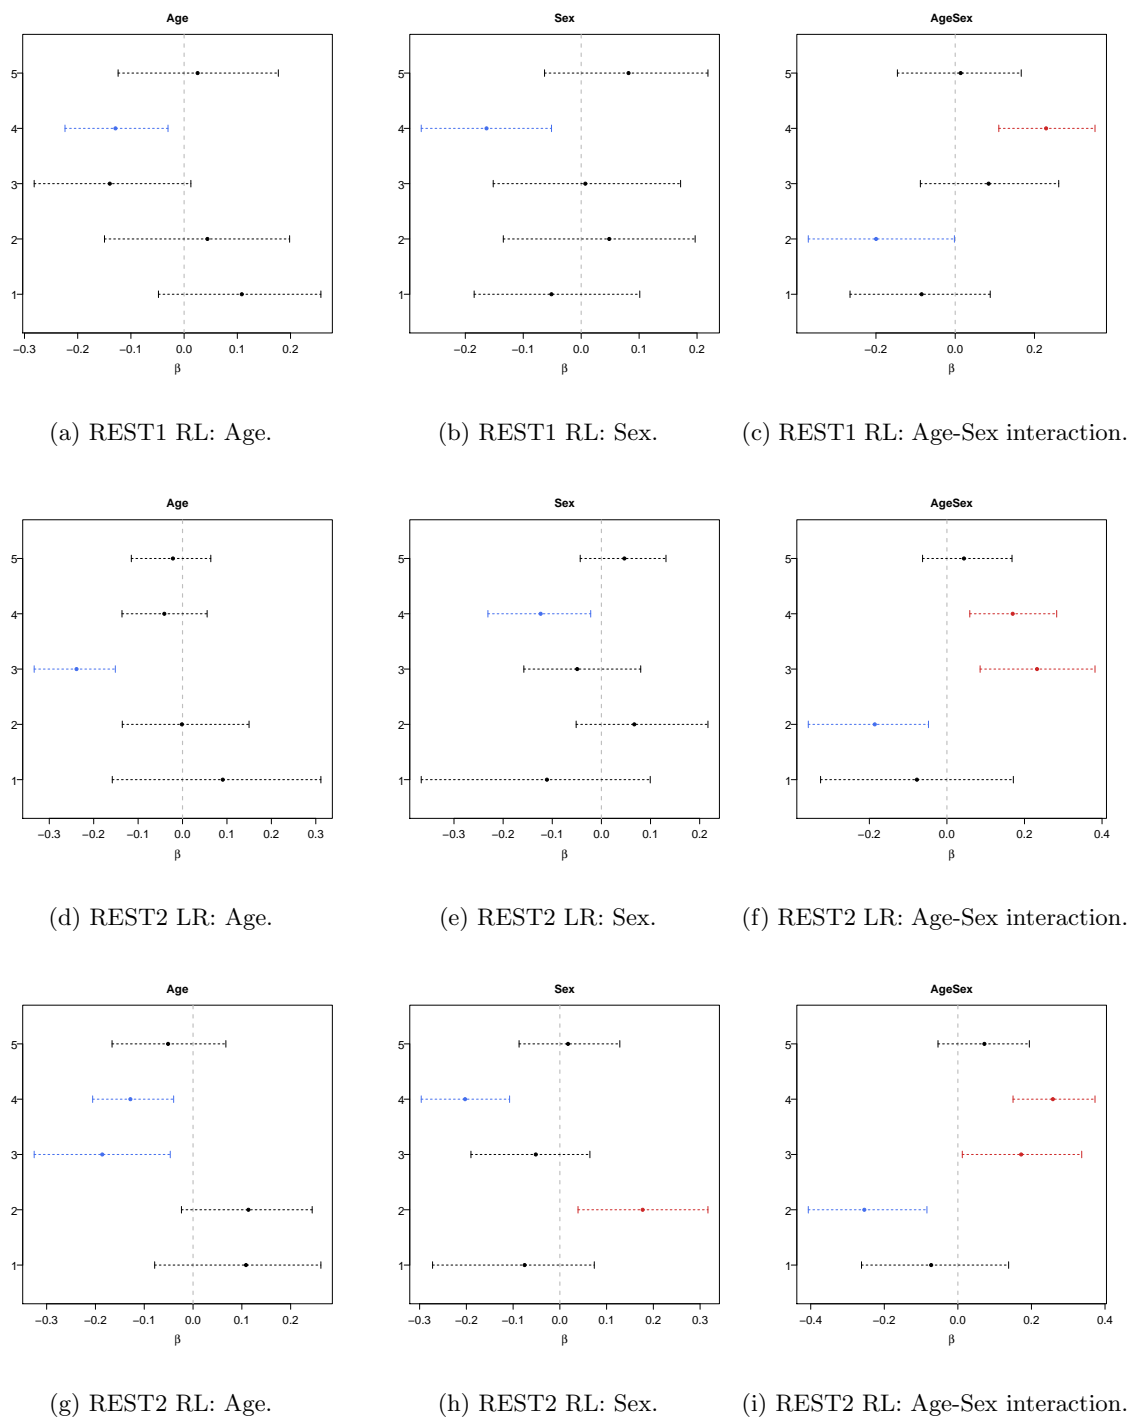 Age
Sex
AgeSex
5
4
3
2
1
5
4
3
2
1
5
4
3
2
1
−0.3 −0.2 −0.1 0.0 0.1 0.2
−0.2 −0.1 0.0 0.1 0.2
−0.2 0.0 0.2
β
β
β
(a) REST1 RL: Age.
(b) REST1 RL: Sex.
(c) REST1 RL: Age-Sex interaction.
Age
Sex
AgeSex
5
4
3
2
1
5
4
3
2
1
5
4
3
2
1
−0.3 −0.2 −0.1 0.0 0.1 0.2 0.3
−0.3 −0.2 −0.1 0.0 0.1 0.2
−0.2 0.0 0.2 0.4
β
β
β
(d) REST2 LR: Age.
(e) REST2 LR: Sex.
(f) REST2 LR: Age-Sex interaction.
Age
Sex
AgeSex
5
4
3
2
1
5
4
3
2
1
5
4
3
2
1
−0.3 −0.2 −0.1 0.0 0.1 0.2
−0.3 −0.2 −0.1 0.0 0.1 0.2 0.3
−0.4 −0.2 0.0 0.2 0.4
β
β
β
(g) REST2 RL: Age.
(h) REST2 RL: Sex.
(i) REST2 RL: Age-Sex interaction.